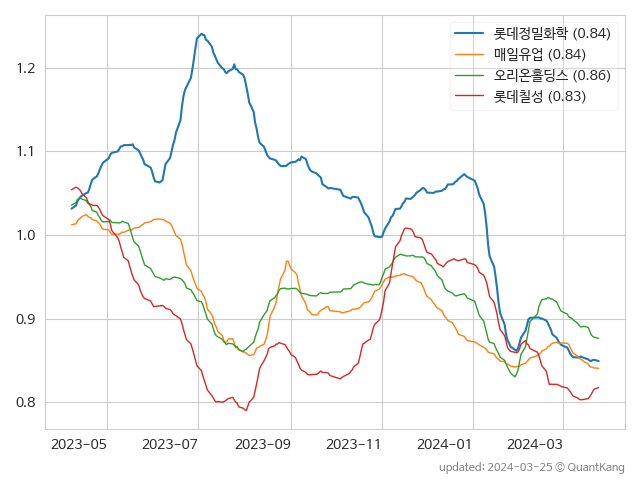 롯데정밀화학 (0.84)
매일유업 (0.84)
오리온홀딩스 (0.86)
롯데칠성 (0.83)
1.2
1.1
1.0
0.9
0.8
2023-05 2023-07 2023-09 2023-11 2024-01 2024-03
updated: 2024-03-25 © QuantKang